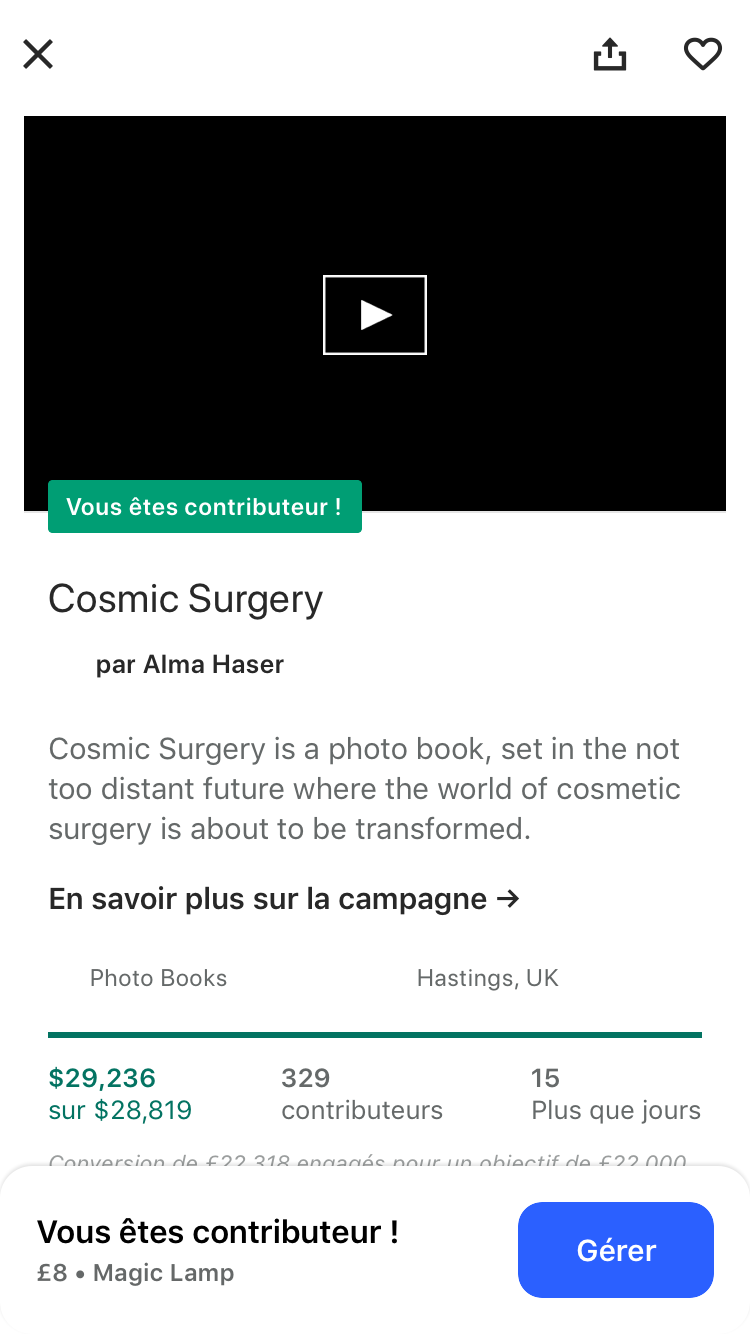 Vous êtes contributeur !
Cosmic Surgery
par Alma Haser
Cosmic Surgery is a photo book, set in the not
too distant future where the world of cosmetic
surgery is about to be transformed.
En savoir plus sur la campagne →
Photo Books
Hastings, UK
$29,236
sur $28,819
329
contributeurs
15
Plus que jours
Conversion de £22 318 engagés pour un objectif de £22 000
Vous êtes contributeur !
£8 • Magic Lamp
Gérer